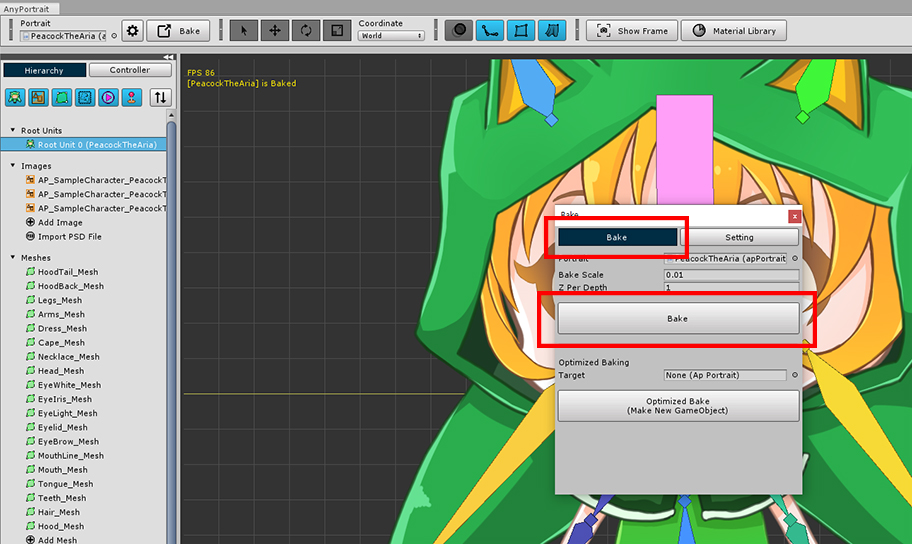 AnyPortrait
Portrait
PeacockTheAria (a
Bake
Coordinate
World
Show Frame
Material Library
Hierarchy
Controller
FPS 86
[PeacockTheAria] is Baked
Root Units
Root Unit 0 (PeacockTheAria)
Images
AP_SampleCharacter_PeacockT
AP_SampleCharacter_PeacockT
AP_SampleCharacter_PeacockT
Add Image
Import PSD File
Meshes
HoodTail_Mesh
HoodBack_Mesh
Legs_Mesh
Arms_Mesh
Dress_Mesh
Cape_Mesh
Necklace_Mesh
Head_Mesh
EyeWhite_Mesh
EyeIris_Mesh
EyeLight_Mesh
Eyelid_Mesh
EyeBrow_Mesh
MouthLine_Mesh
Mouth_Mesh
Tongue_Mesh
Teeth_Mesh
Hair_Mesh
Hood_Mesh
Add Mesh
Bake
x
Bake
Setting
Portrait
PeacockTheAria (apPortrait
Bake Scale
0.01
Z Per Depth
1
Bake
Optimized Baking
Target
None (Ap Portrait)
Optimized Bake
(Make New GameObject)